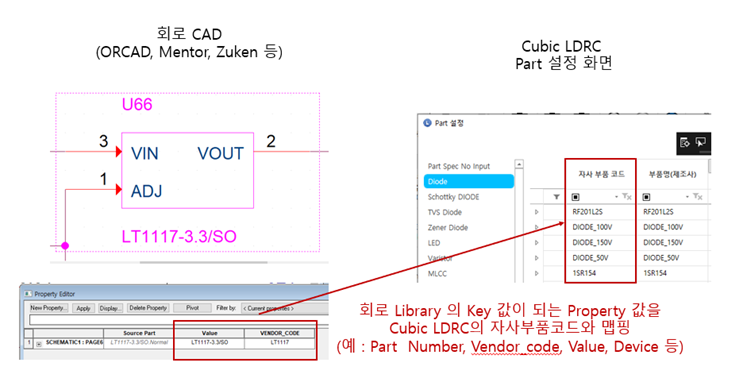 회로 CAD
(ORCAD, Mentor, Zuken 등)
Cubic LDRC
Part 설정 화면
U66
3
VIN
VOUT
2
1
ADJ
LT1117-3.3/SO
Part 설정
Part Spec No Input
Diode
Schottky DIODE
TVS Diode
Zener Diode
LED
Varistor
MLCC
자사 부품 코드
부품명(제조사)
RF201L2S
RF201L2S
DIODE_100V
DIODE_100V
DIODE_150V
DIODE_150V
DIODE_50V
DIODE_50V
1SR154
1SR154
Property Editor
New Property...
Apply
Display...
Delete Property
Pivot
Filter by:
< Current properties >
Source Part
Value
VENDOR_CODE
1
SCHEMATIC1 : PAGE6
LT1117-3.3/SO.Normal
LT1117-3.3/SO
LT1117
회로 Library 의 Key 값이 되는 Property 값을
Cubic LDRC의 자사부품코드와 맵핑
(예 : Part Number, Vendor_code, Value, Device 등)